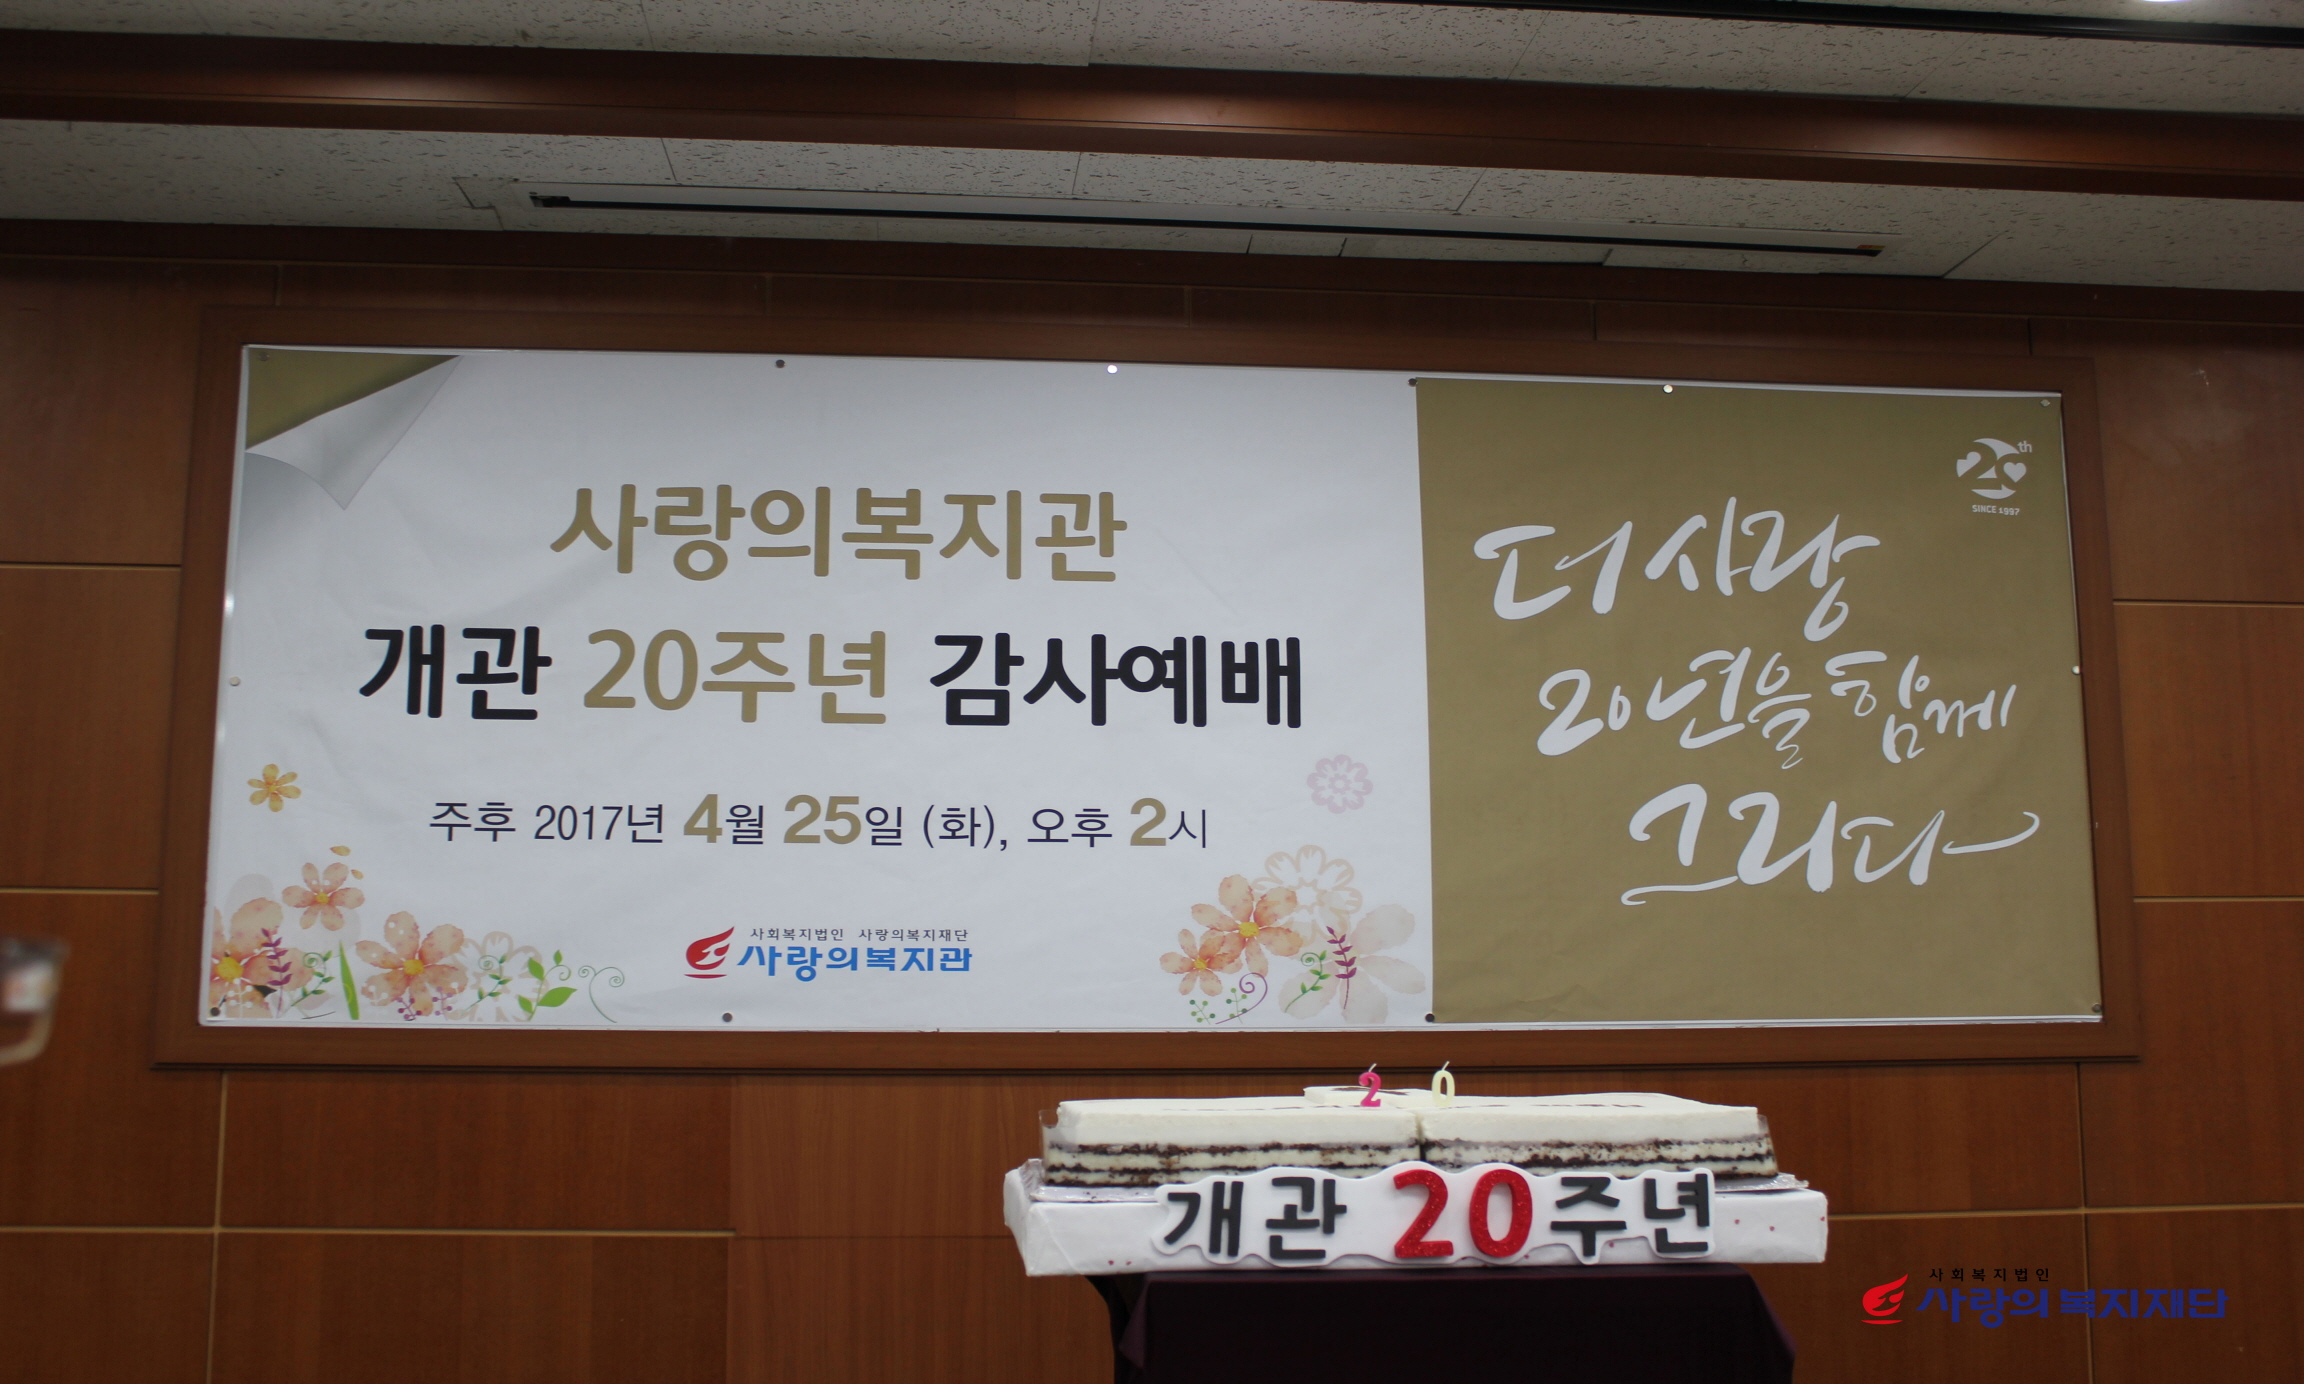 사랑의복지관
개관 20주년 감사예배
주후 2017년 4월 25일 (화), 오후 2시
사회복지법인 사랑의복지재단
사랑의복지관
20th
SINCE 1997
더 사랑
20년을 함께
그리다
20
개관 20주년
사회복지법인
사랑의복지재단